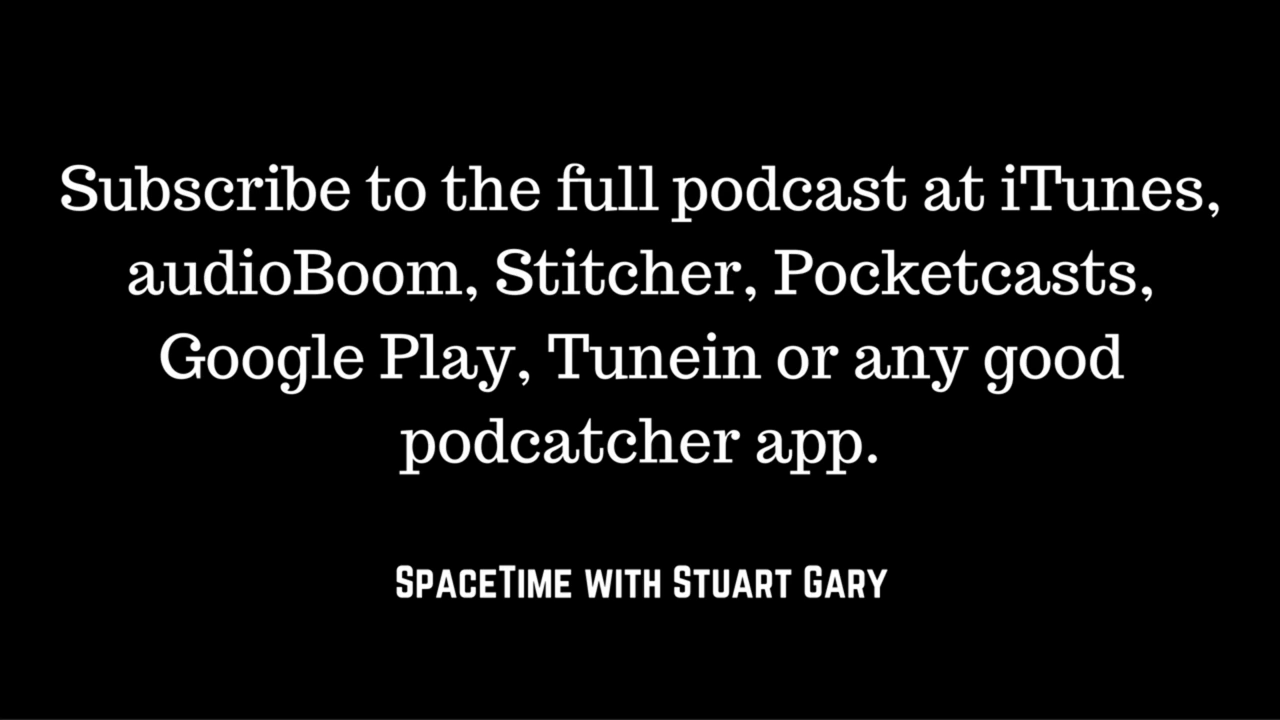 Subscribe to the full podcast at iTunes,
audioBoom, Stitcher, Pocketcasts,
Google Play, Tunein or any good
podcatcher app.
SpaceTime with Stuart Gary